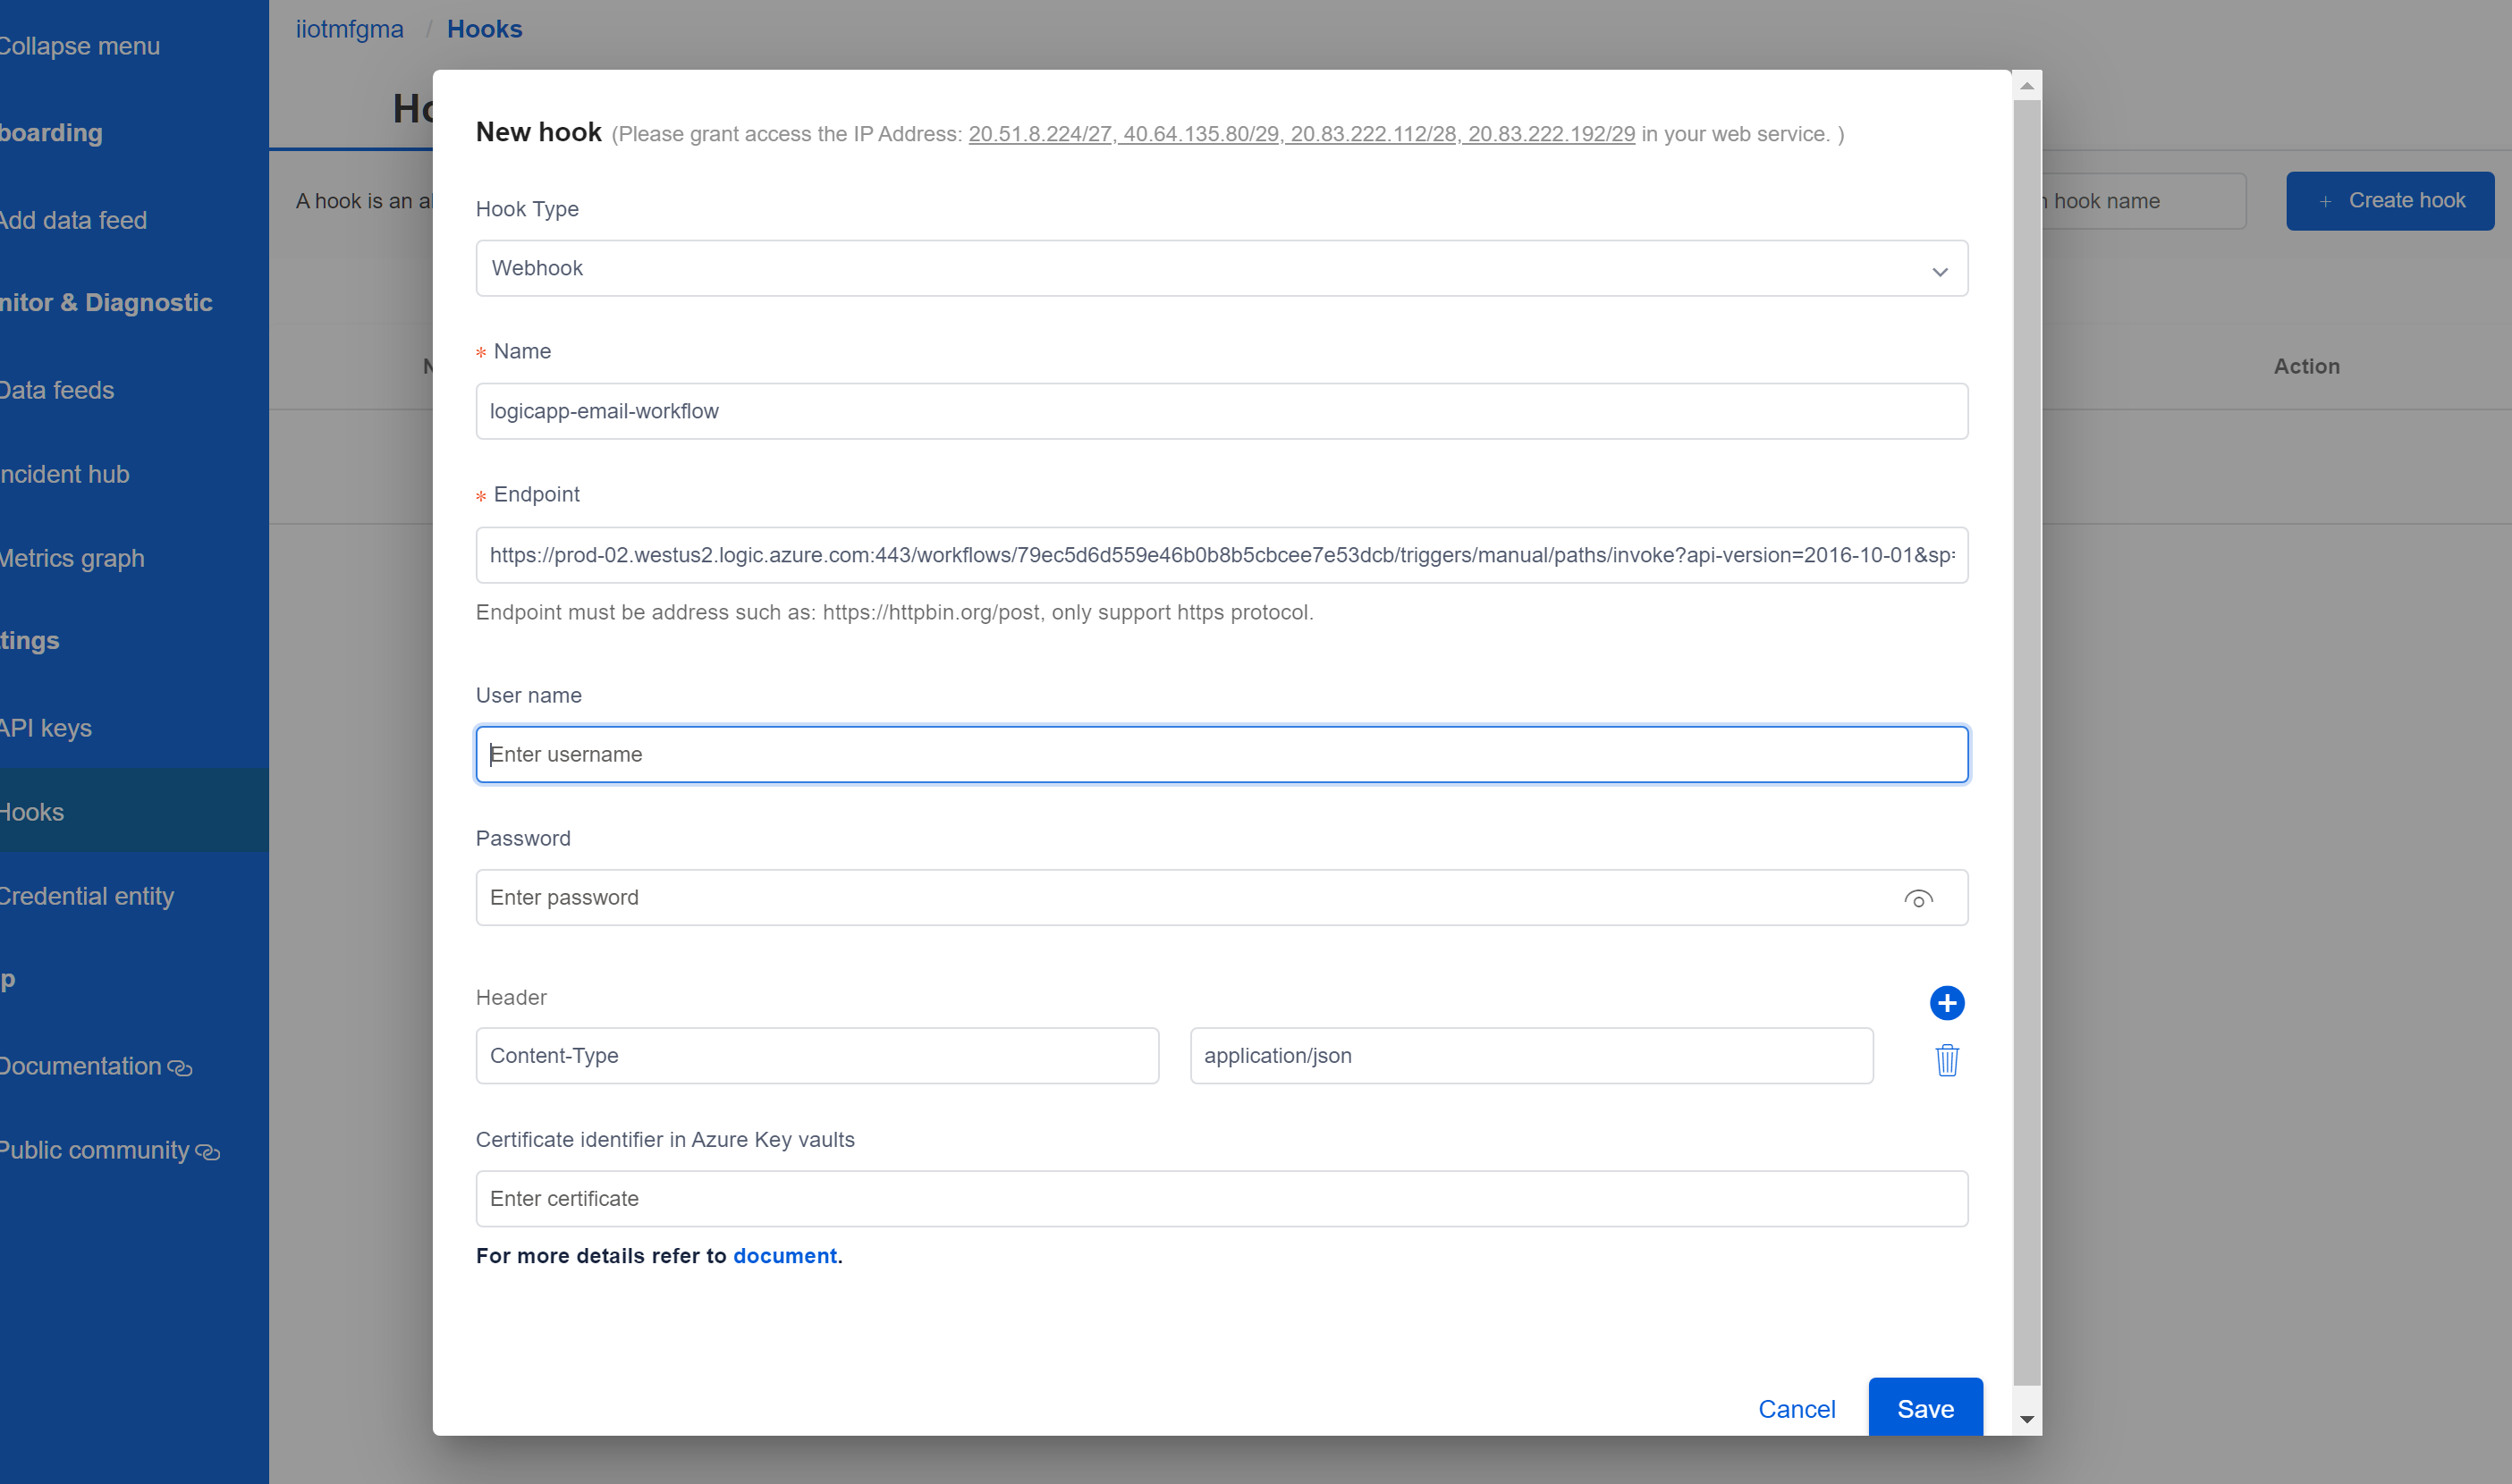 Collapse menu
boarding
Add data feed
nitor & Diagnostic
Data feeds
Incident hub
Metrics graph
tings
API keys
Hooks
Credential entity
p
Documentation
Public community
iiotmfgma / Hooks
Ho
A hook is an al
n hook name
+ Create hook
N
Action
New hook (Please grant access the IP Address: 20.51.8.224/27, 40.64.135.80/29, 20.83.222.112/28, 20.83.222.192/29 in your web service. )
Hook Type
Webhook
* Name
logicapp-email-workflow
* Endpoint
https://prod-02.westus2.logic.azure.com:443/workflows/79ec5d6d559e46b0b8b5cbcee7e53dcb/triggers/manual/paths/invoke?api-version=2016-10-01&sp=
Endpoint must be address such as: https://httpbin.org/post, only support https protocol.
User name
Enter username
Password
Enter password
Header
Content-Type
application/json
Certificate identifier in Azure Key vaults
Enter certificate
For more details refer to document.
Cancel
Save